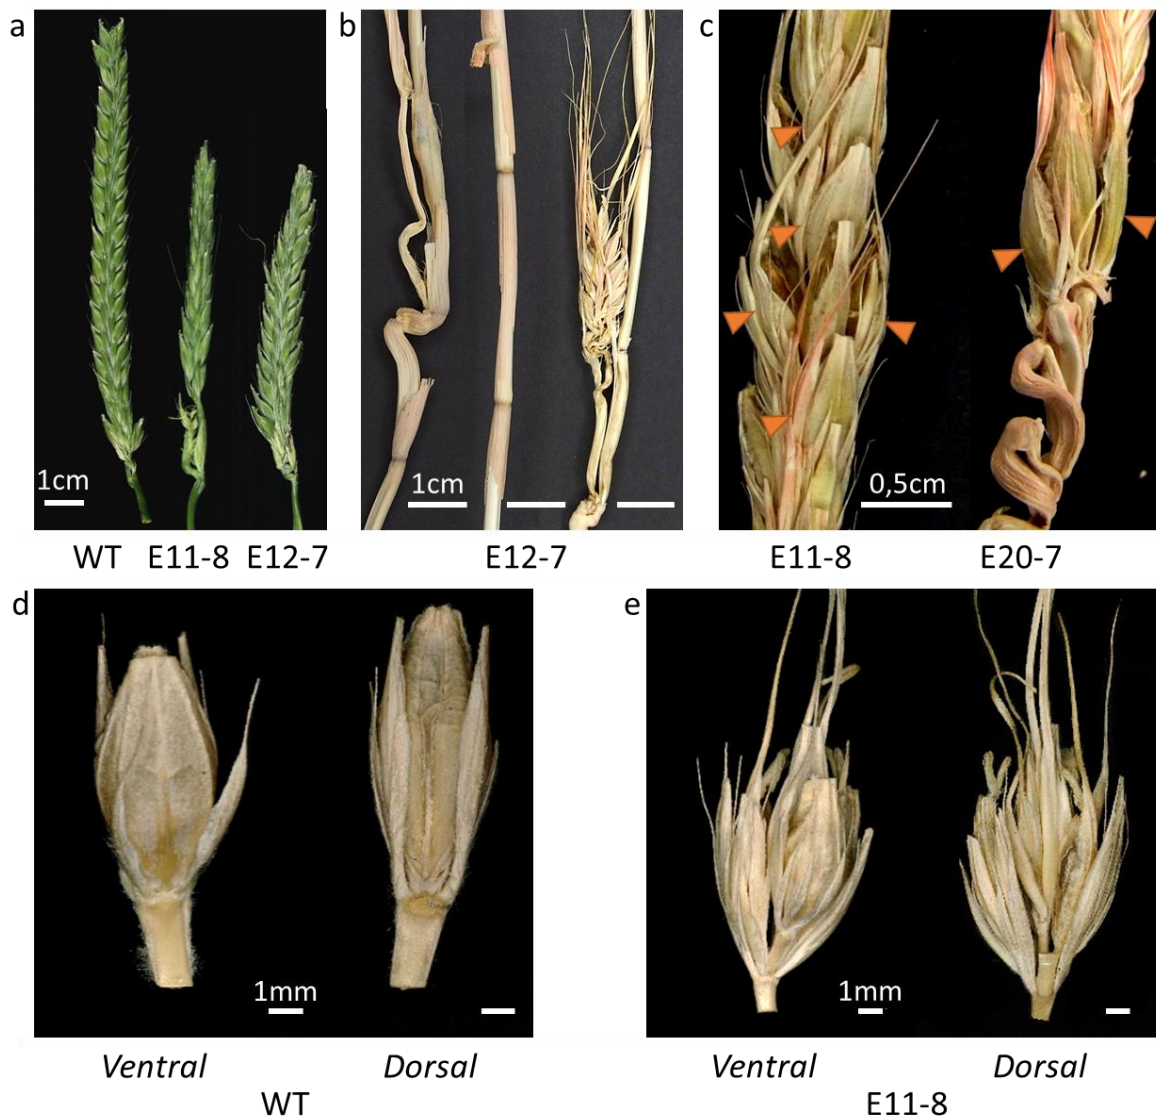 a
b
c
1cm
1cm
0,5cm
WT E11-8 E12-7
E12-7
E11-8
E20-7
d
e
1mm
1mm
Ventral
Dorsal
Ventral
Dorsal
WT
E11-8